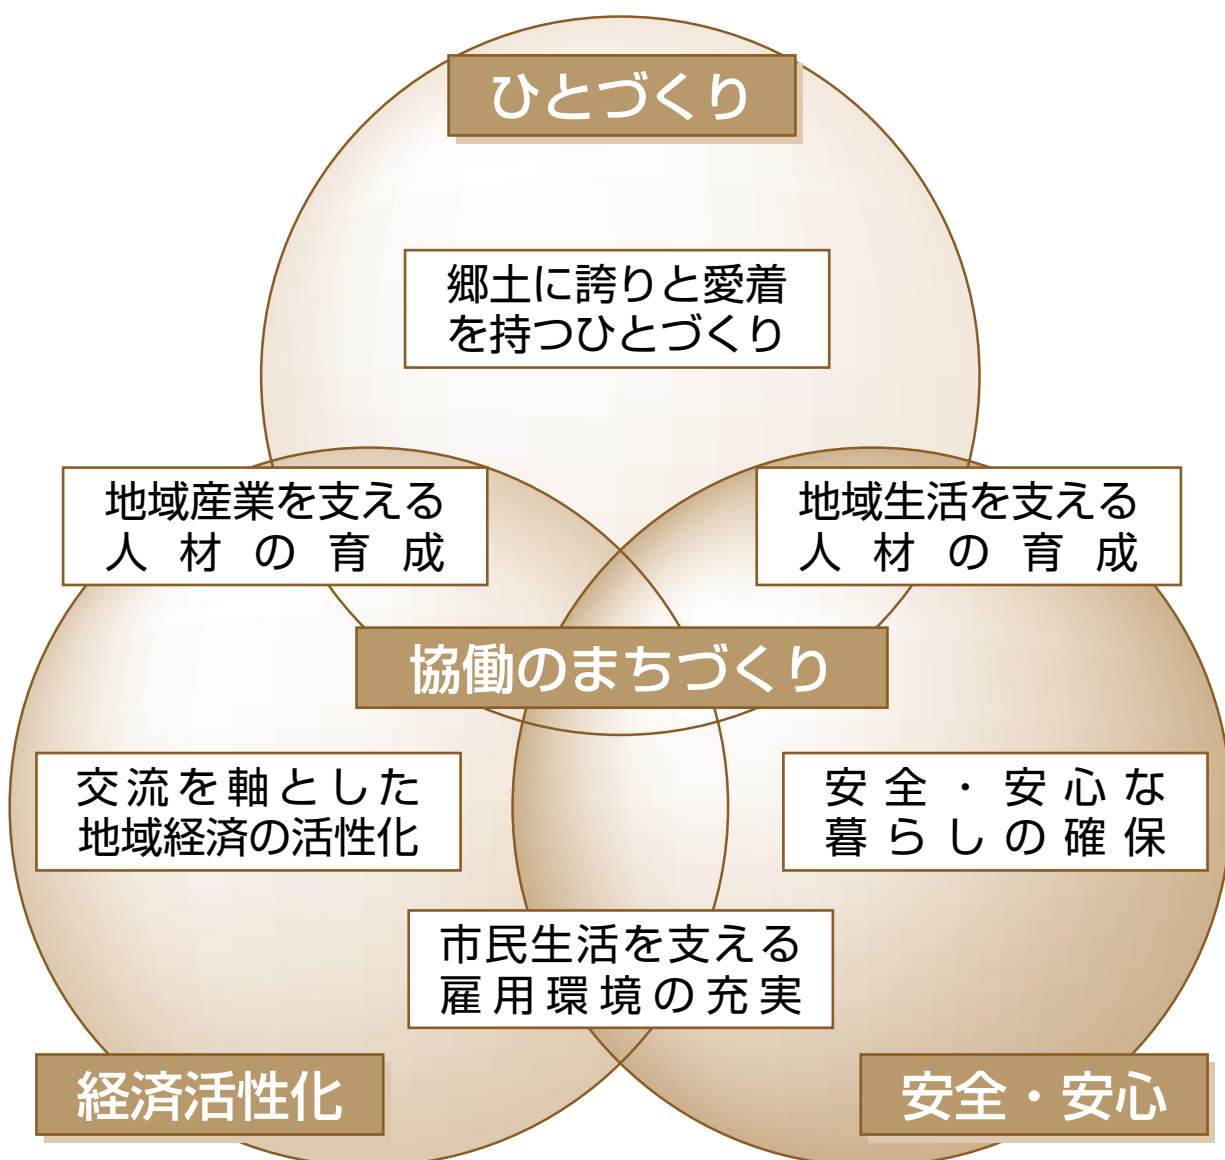 ひとづくり
郷土に誇りと愛着
を持つひとづくり
地域産業を支える
人材の育成
地域生活を支える
人材の育成
協働のまちづくり
交流を軸とした
地域経済の活性化
安全・安心な
暮らしの確保
市民生活を支える
雇用環境の充実
経済活性化
安全・安心